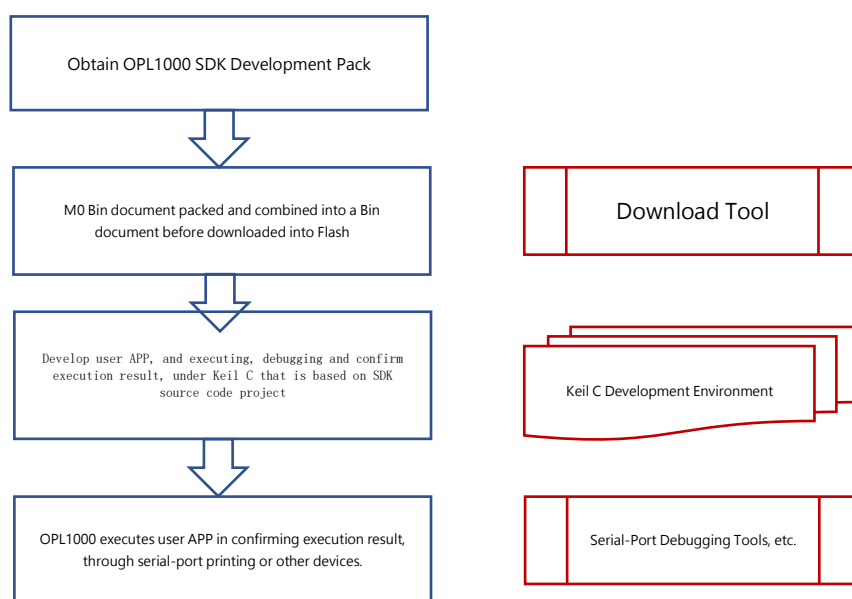 Obtain OPL1000 SDK Development Pack
M0 Bin document packed and combined into a Bin
document before downloaded into Flash
Download Tool
Develop user APP, and executing, debugging and confirm
execution result, under Keil C that is based on SDK
source code project
Keil C Development Environment
OPL1000 executes user APP in confirming execution result,
through serial-port printing or other devices.
Serial-Port Debugging Tools, etc.